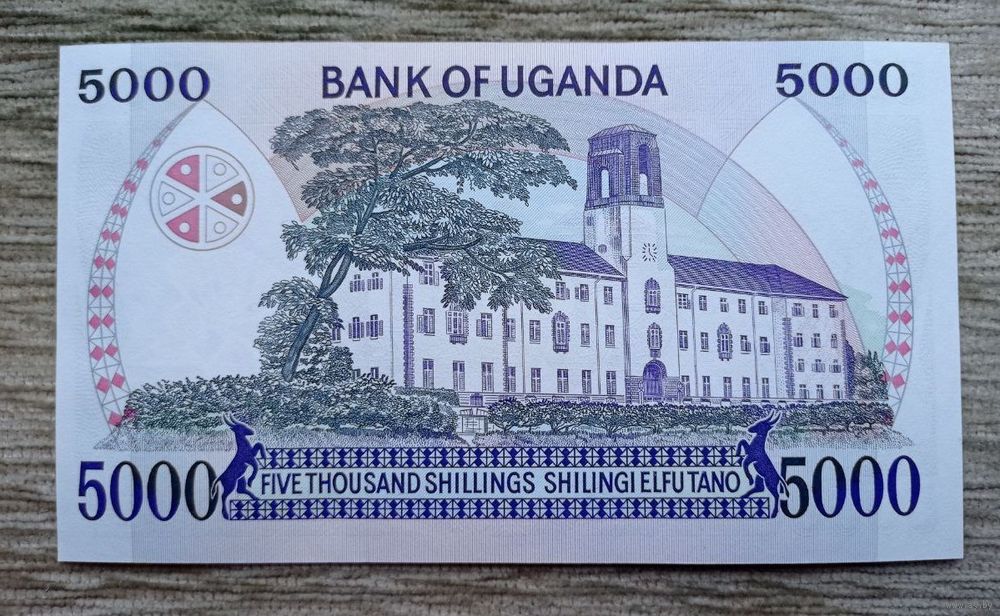 5000 BANK OF UGANDA 5000
5000 FIVE THOUSAND SHILLINGS SHILINGI ELFU TANO 5000